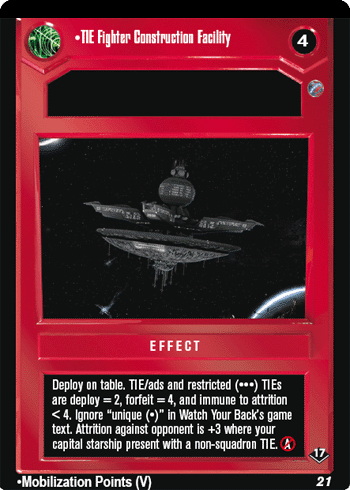 •TIE Fighter Construction Facility
4
EFFECT
Deploy on table. TIE/ads and restricted (•••) TIEs
are deploy = 2, forfeit = 4, and immune to attrition
< 4. Ignore “unique (•)” in Watch Your Back’s game
text. Attrition against opponent is +3 where your
capital starship present with a non-squadron TIE. A
17
•Mobilization Points (V)
21